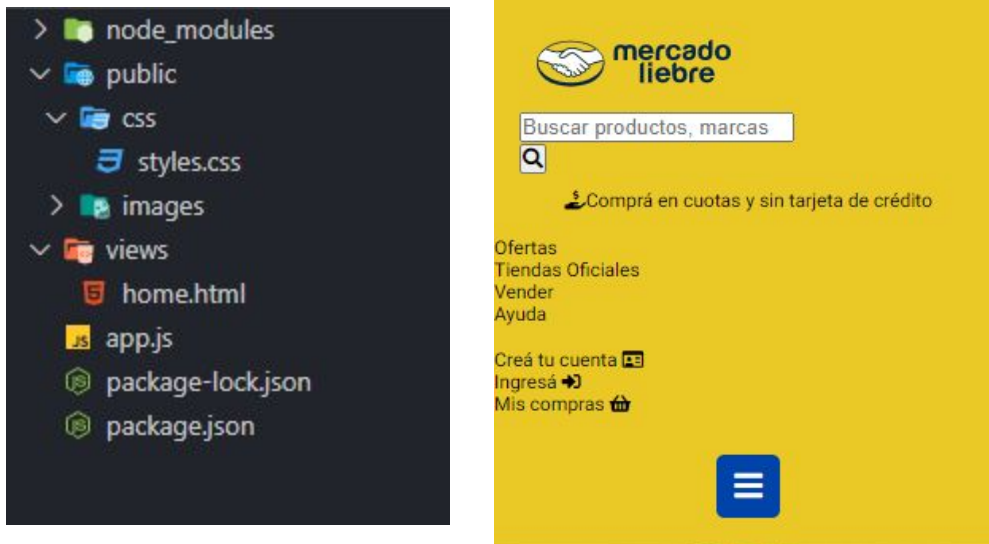 node_modules
public
css
styles.css
images
views
home.html
JS app.js
package-lock.json
package.json
mercado
liebre
Buscar productos, marcas
Comprá en cuotas y sin tarjeta de crédito
Ofertas
Tiendas Oficiales
Vender
Ayuda
Creá tu cuenta
Ingresá
Mis compras